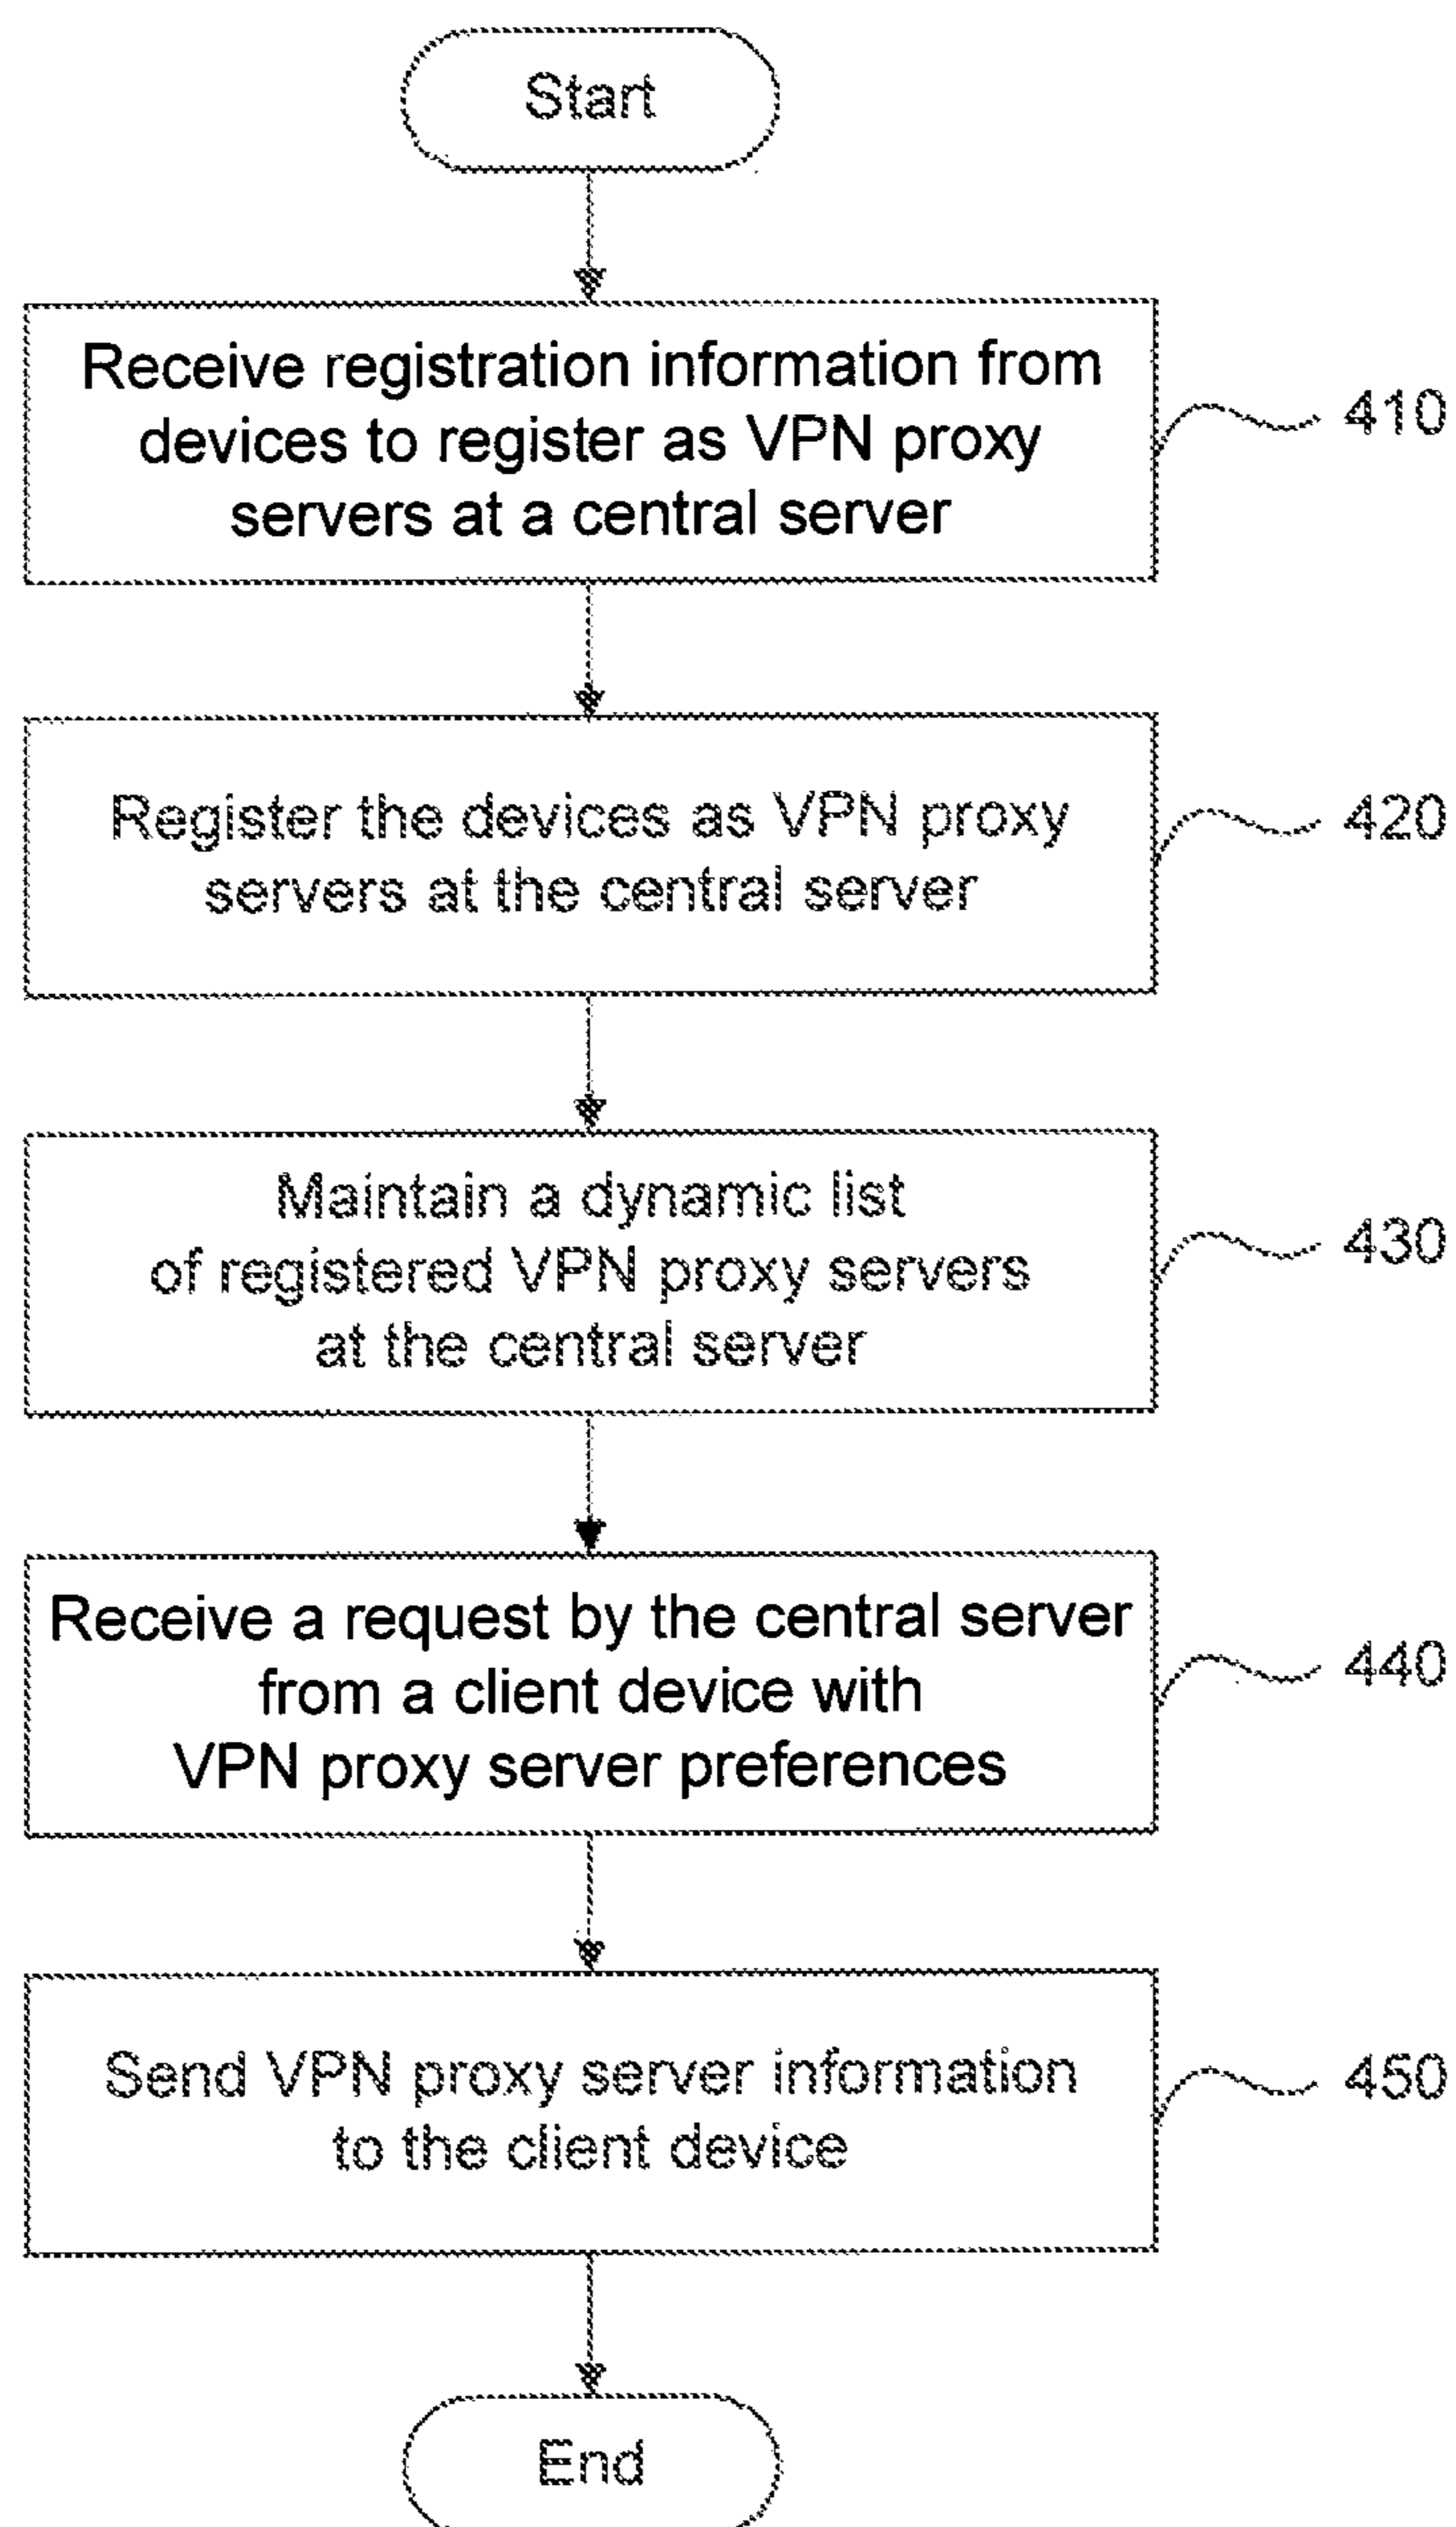 Start
Receive registration information from
devices to register as VPN proxy
servers at a central server
410
Register the devices as VPN proxy
servers at the central server
420
Maintain a dynamic list
of registered VPN proxy servers
at the central server
430
Receive a request by the central server
from a client device with
VPN proxy server preferences
440
Send VPN proxy server information
to the client device
450
End